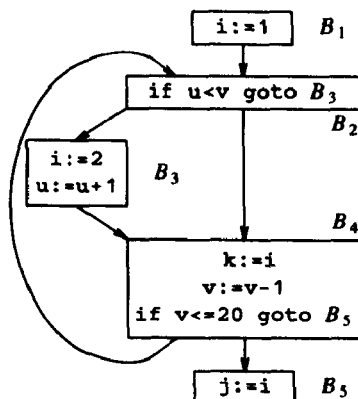 i:=1 B1
if u<v goto B3
B2
i:=2
u:=u+1
B3
B4
k:=i
v:=v-1
if v<=20 goto B5
j:=i B5